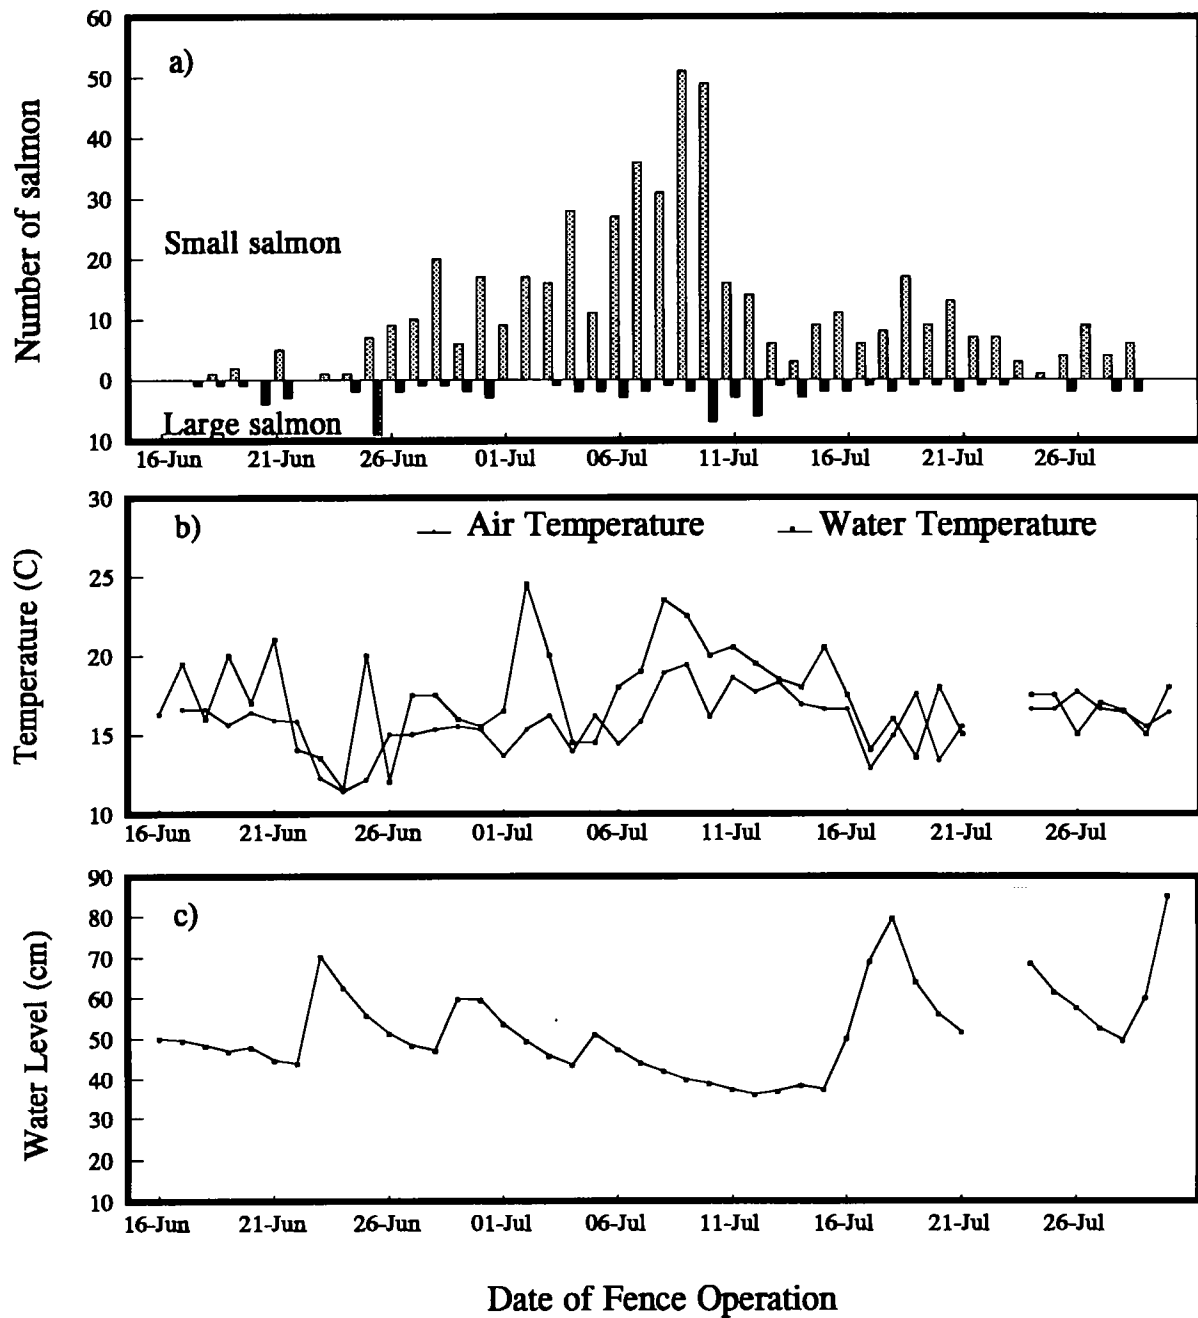 60
50
40
30
20
10
0
10
Number of salmon
a)
Small salmon
Large salmon
16-Jun 21-Jun 26-Jun 01-Jul 06-Jul 11-Jul 16-Jul 21-Jul 26-Jul
30
25
20
15
10
Temperature (C)
b)
Air Temperature Water Temperature
16-Jun 21-Jun 26-Jun 01-Jul 06-Jul 11-Jul 16-Jul 21-Jul 26-Jul
90
80
70
60
50
40
30
20
10
Water Level (cm)
c)
16-Jun 21-Jun 26-Jun 01-Jul 06-Jul 11-Jul 16-Jul 21-Jul 26-Jul
Date of Fence Operation